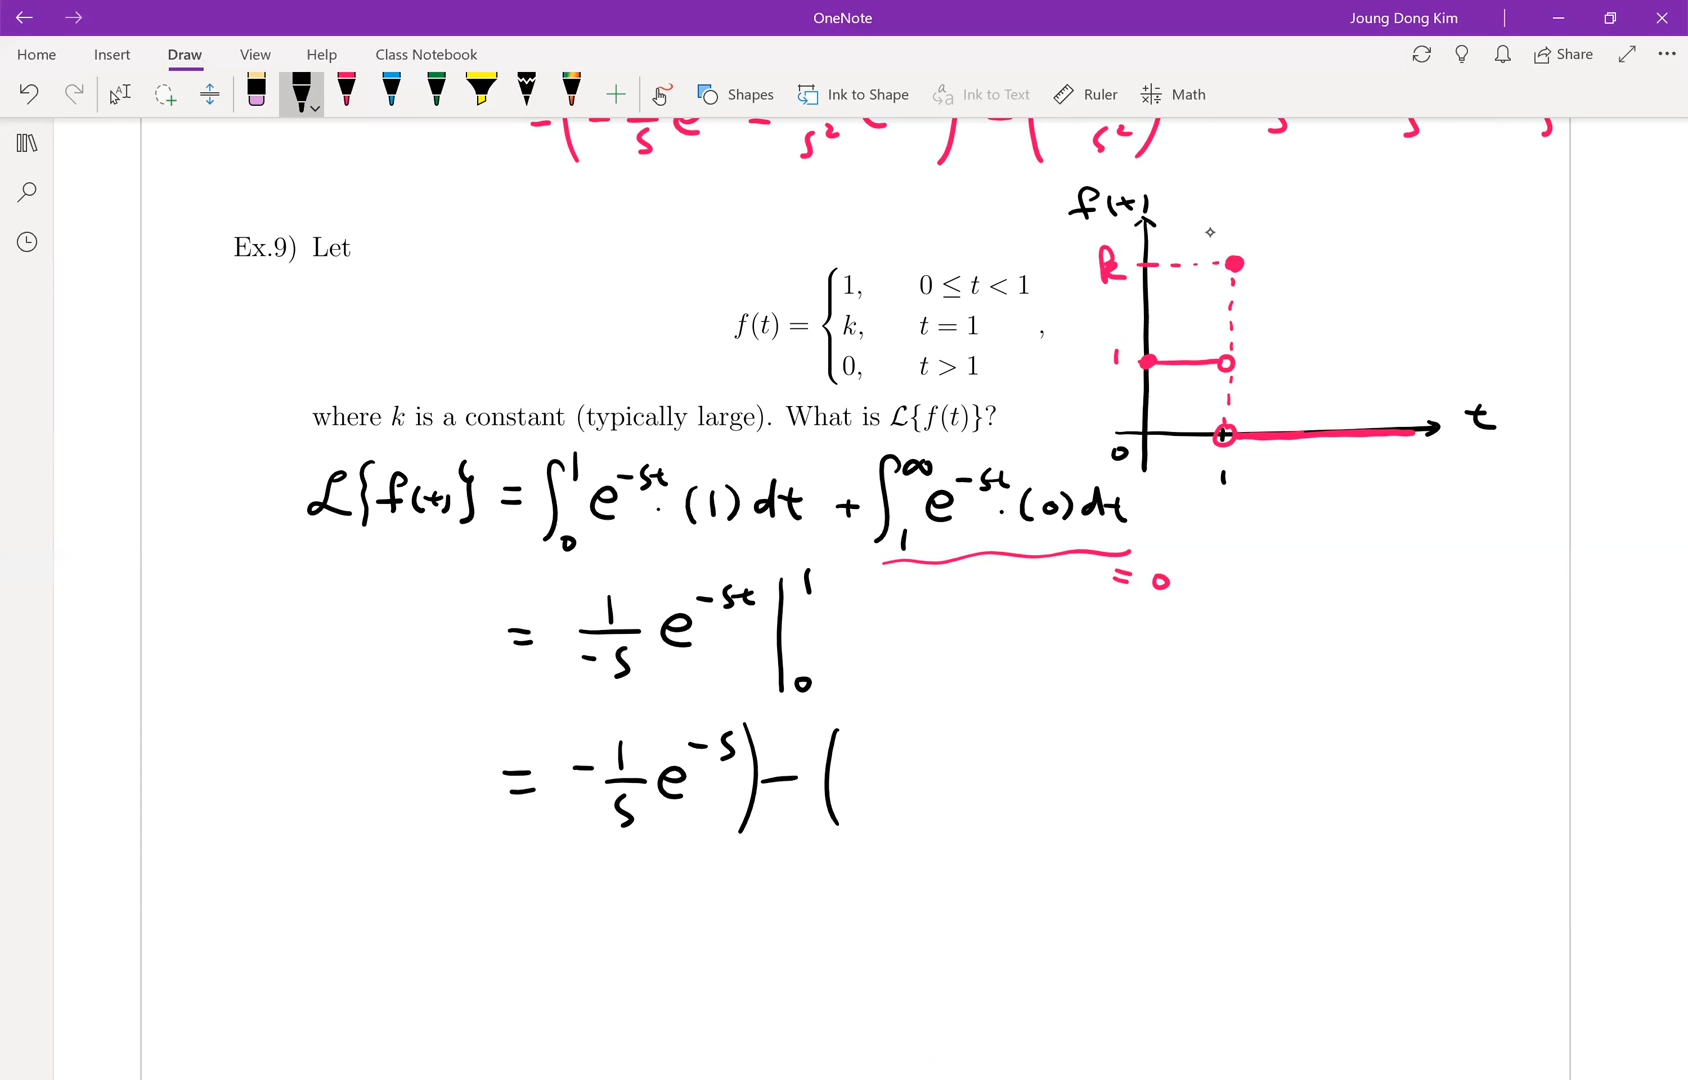 OneNote
Joung Dong Kim
Home Insert Draw View Help Class Notebook
Share
Shapes Ink to Shape Ink to Text Ruler Math
f(t)
Ex.9) Let
k
f(t) = { 1, 0 ≤ t < 1
k, t = 1 ,
0, t > 1
1
where k is a constant (typically large). What is ℒ{f(t)}?
t
0
1
ℒ{f(t)} = ∫₀¹ e^{-st} · (1) dt + ∫₁^∞ e^{-st} · (0) dt
= 0
= \frac{1}{-s} e^{-st} |₀¹
= -\frac{1}{s} e^{-s}) - (